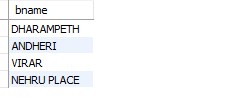 bname
DHARAMPETH
ANDHERI
VIRAR
NEHRU PLACE